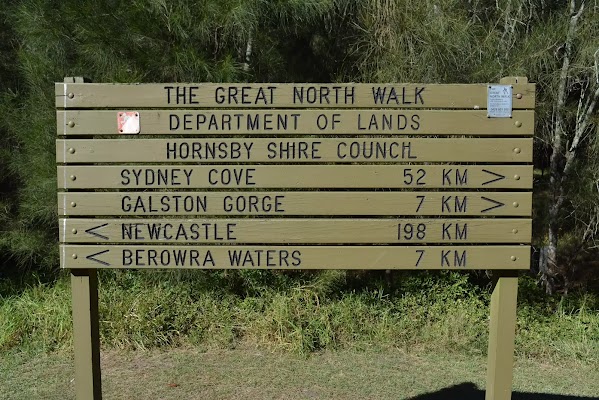 THE GREAT NORTH WALK
DEPARTMENT OF LANDS
HORNSBY SHIRE COUNCIL
SYDNEY COVE 52 KM >
GALSTON GORGE 7 KM >
< NEWCASTLE 198 KM
< BEROWRA WATERS 7 KM